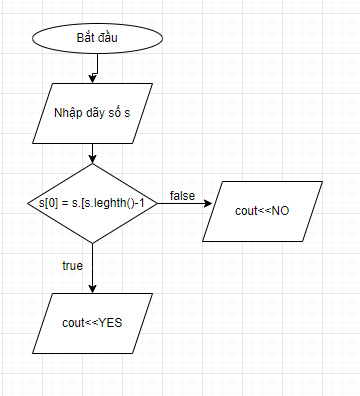 Bắt đầu
Nhập dãy số s
s[0] = s.[s.leghth()-1
false
cout<<NO
true
cout<<YES